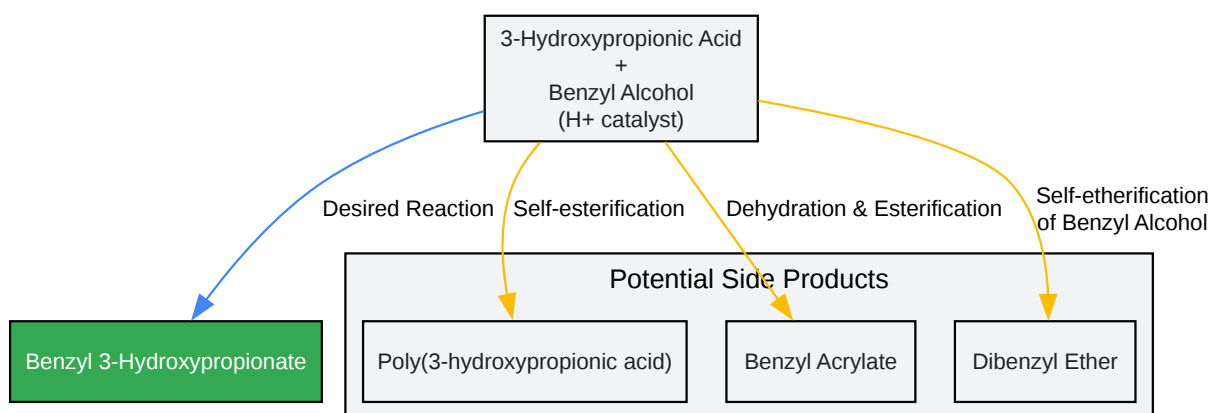 3-Hydroxypropionic Acid
+
Benzyl Alcohol
(H+ catalyst)
Desired Reaction
Self-esterification
Dehydration & Esterification
Self-etherification
of Benzyl Alcohol
Potential Side Products
Benzyl 3-Hydroxypropionate
Poly(3-hydroxypropionic acid)
Benzyl Acrylate
Dibenzyl Ether